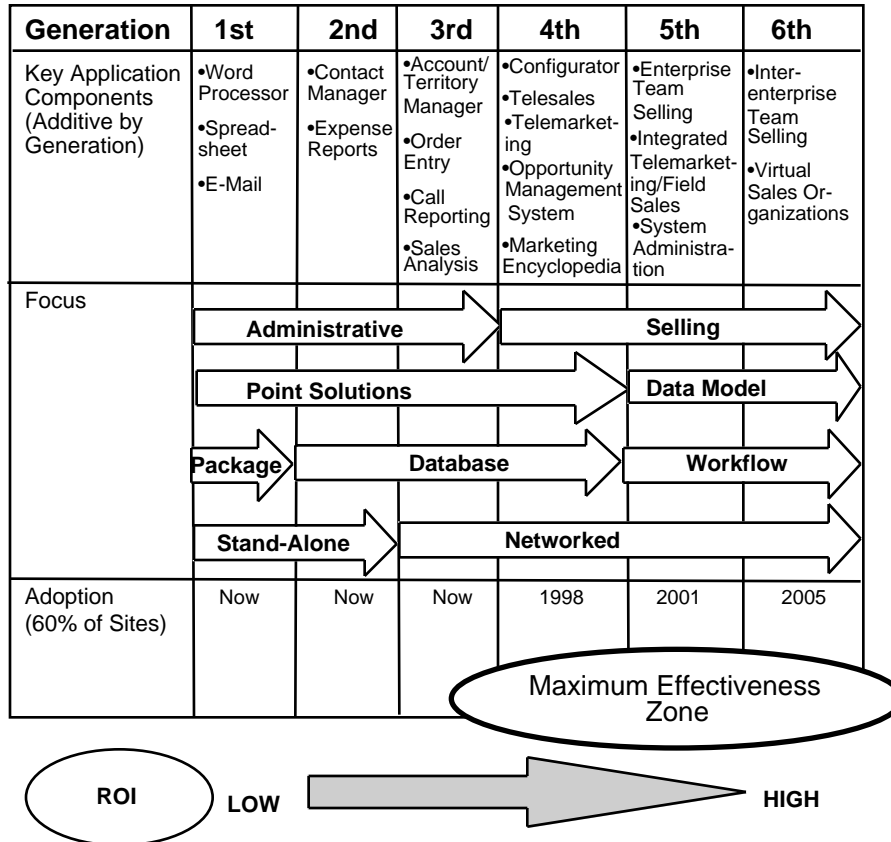 Generation 1st 2nd 3rd 4th 5th 6th
Key Application
Components
(Additive by
Generation)
•Word
Processor
•Spread-
sheet
•E-Mail
•Contact
Manager
•Expense
Reports
•Account/
Territory
Manager
•Order
Entry
•Call
Reporting
•Sales
Analysis
•Configurator
•Telesales
•Telemarket-
ing
•Opportunity
Management
System
•Marketing
Encyclopedia
•Enterprise
Team
Selling
•Integrated
Telemarket-
ing/Field
Sales
•System
Administra-
tion
•Inter-
enterprise
Team
Selling
•Virtual
Sales Or-
ganizations
Focus
Administrative
Selling
Point Solutions
Data Model
Package
Database
Workflow
Stand-Alone
Networked
Adoption
(60% of Sites)
Now Now Now 1998 2001 2005
Maximum Effectiveness
Zone
ROI LOW HIGH